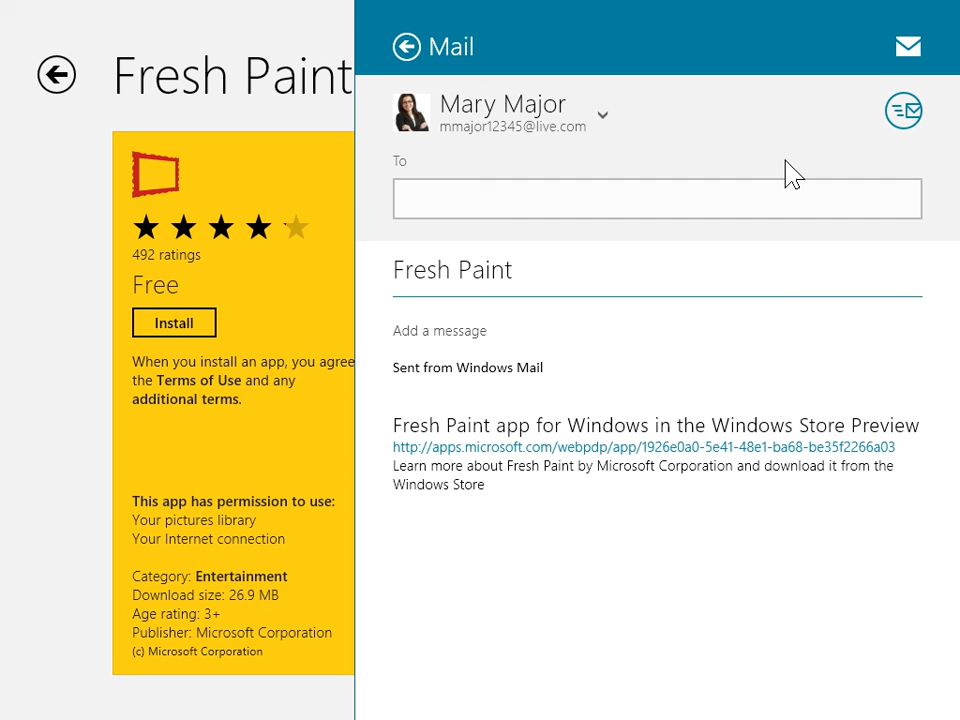 Fresh Paint
492 ratings
Free
Install
When you install an app, you agree
the Terms of Use and any
additional terms.
This app has permission to use:
Your pictures library
Your Internet connection
Category: Entertainment
Download size: 26.9 MB
Age rating: 3+
Publisher: Microsoft Corporation
(c) Microsoft Corporation
Mail
Mary Major
mmajor12345@live.com
To
Fresh Paint
Add a message
Sent from Windows Mail
Fresh Paint app for Windows in the Windows Store Preview
http://apps.microsoft.com/webpdp/app/1926e0a0-5e41-48e1-ba68-be35f2266a03
Learn more about Fresh Paint by Microsoft Corporation and download it from the
Windows Store